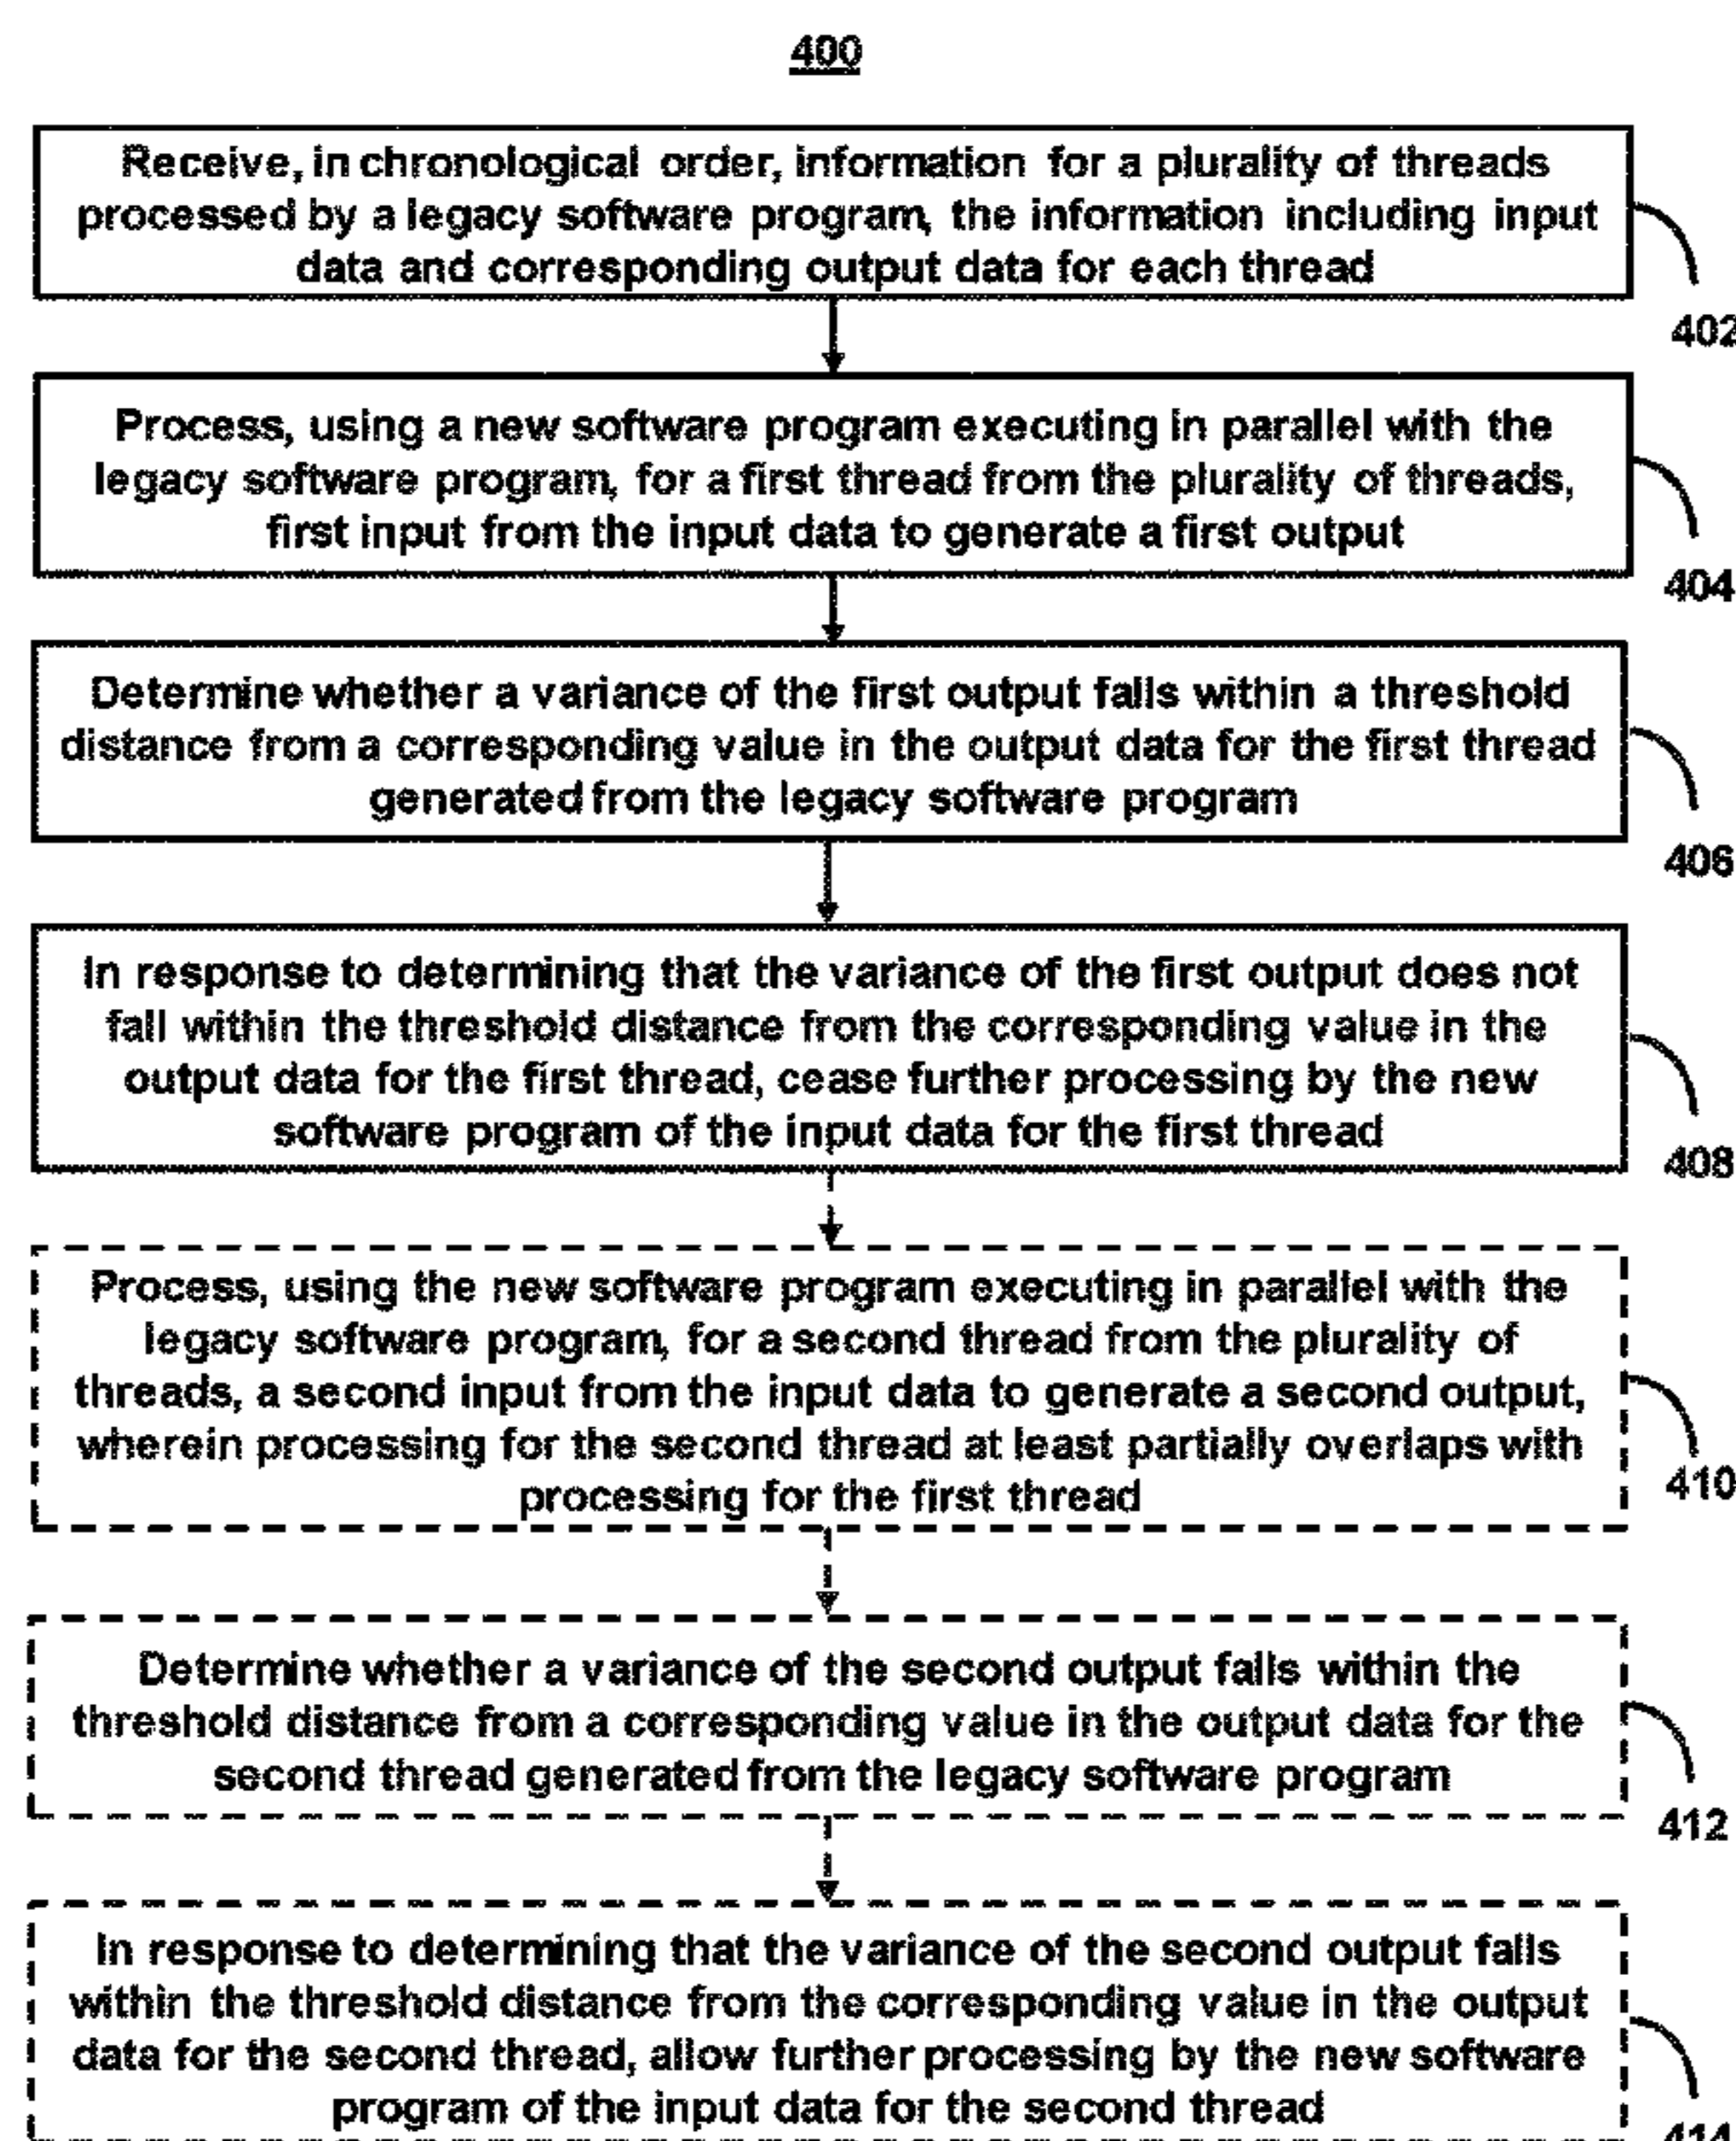 400
Receive, in chronological order, information for a plurality of threads
processed by a legacy software program, the information including input
data and corresponding output data for each thread
402
Process, using a new software program executing in parallel with the
legacy software program, for a first thread from the plurality of threads,
first input from the input data to generate a first output
404
Determine whether a variance of the first output falls within a threshold
distance from a corresponding value in the output data for the first thread
generated from the legacy software program
406
In response to determining that the variance of the first output does not
fall within the threshold distance from the corresponding value in the
output data for the first thread, cease further processing by the new
software program of the input data for the first thread
408
Process, using the new software program executing in parallel with the
legacy software program, for a second thread from the plurality of
threads, a second input from the input data to generate a second output,
wherein processing for the second thread at least partially overlaps with
processing for the first thread
410
Determine whether a variance of the second output falls within the
threshold distance from a corresponding value in the output data for the
second thread generated from the legacy software program
412
In response to determining that the variance of the second output falls
within the threshold distance from the corresponding value in the output
data for the second thread, allow further processing by the new software
program of the input data for the second thread
414